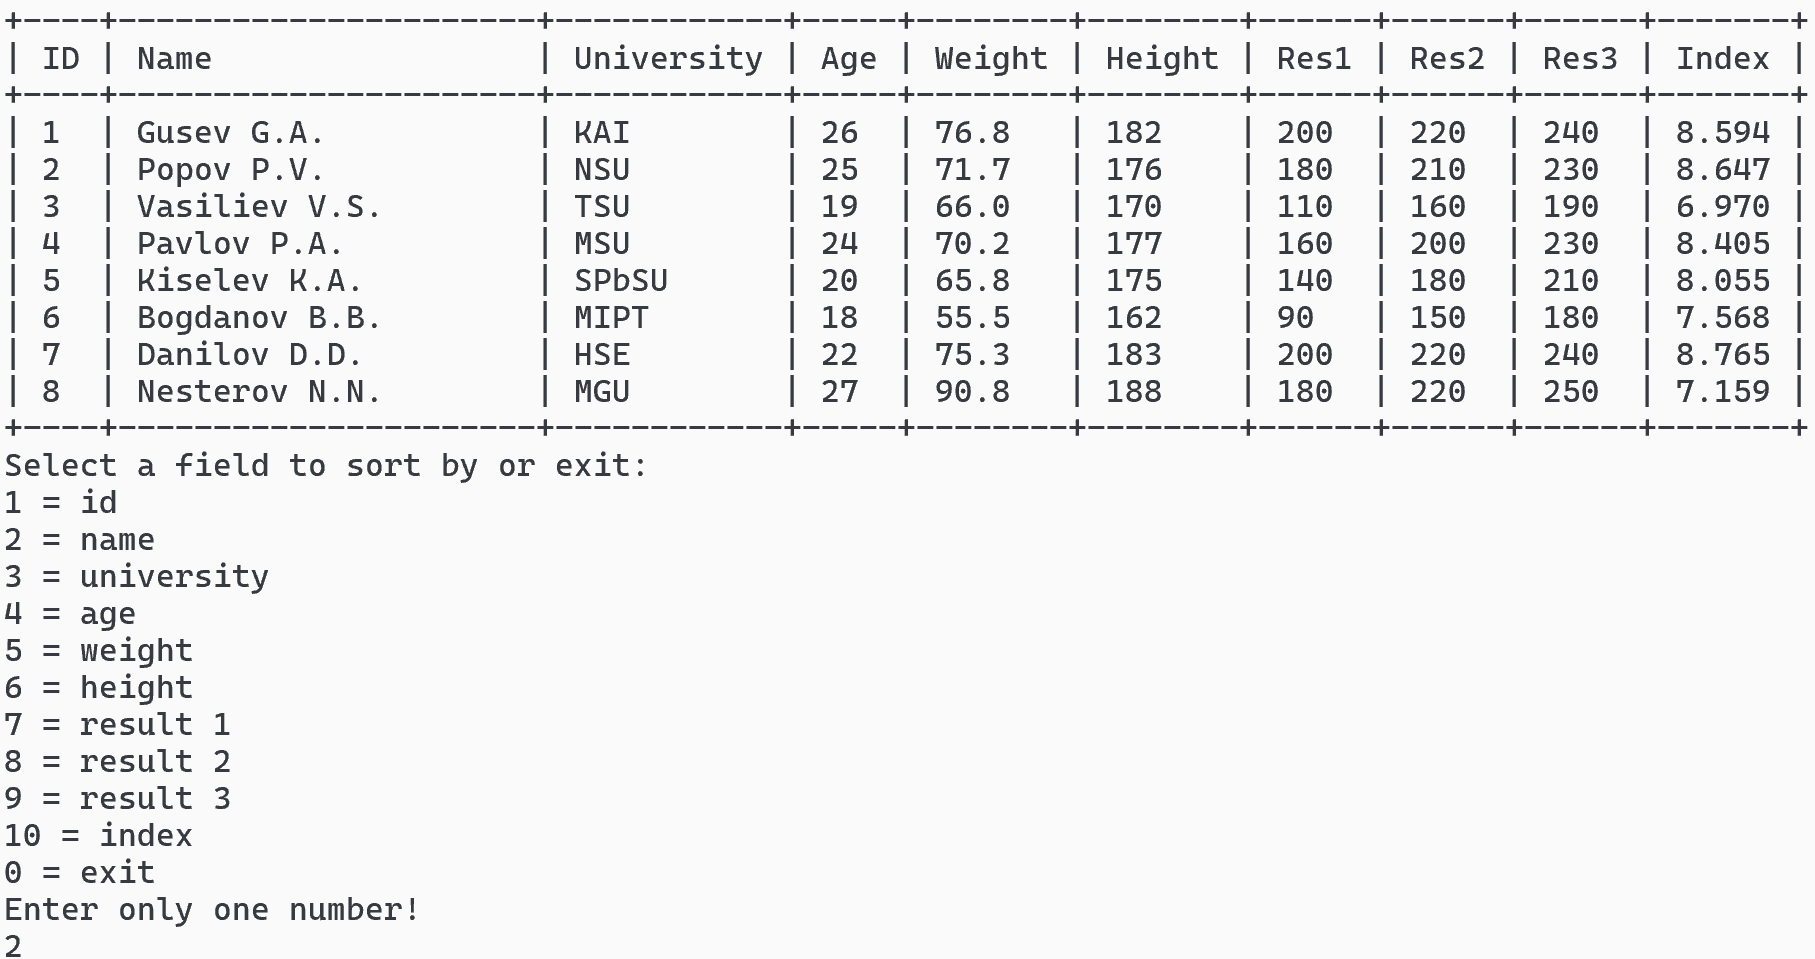 +----+----------------------+------------+-----+--------+--------+------+------+------+-------+
| ID | Name                 | University | Age | Weight | Height | Res1 | Res2 | Res3 | Index |
+----+----------------------+------------+-----+--------+--------+------+------+------+-------+
| 1  | Gusev G.A.           | KAI        | 26  | 76.8   | 182    | 200  | 220  | 240  | 8.594 |
| 2  | Popov P.V.           | NSU        | 25  | 71.7   | 176    | 180  | 210  | 230  | 8.647 |
| 3  | Vasiliev V.S.        | TSU        | 19  | 66.0   | 170    | 110  | 160  | 190  | 6.970 |
| 4  | Pavlov P.A.          | MSU        | 24  | 70.2   | 177    | 160  | 200  | 230  | 8.405 |
| 5  | Kiselev K.A.         | SPbSU      | 20  | 65.8   | 175    | 140  | 180  | 210  | 8.055 |
| 6  | Bogdanov B.B.        | MIPT       | 18  | 55.5   | 162    | 90   | 150  | 180  | 7.568 |
| 7  | Danilov D.D.         | HSE        | 22  | 75.3   | 183    | 200  | 220  | 240  | 8.765 |
| 8  | Nesterov N.N.        | MGU        | 27  | 90.8   | 188    | 180  | 220  | 250  | 7.159 |
+----+----------------------+------------+-----+--------+--------+------+------+------+-------+
Select a field to sort by or exit:
1 = id
2 = name
3 = university
4 = age
5 = weight
6 = height
7 = result 1
8 = result 2
9 = result 3
10 = index
0 = exit
Enter only one number!
2